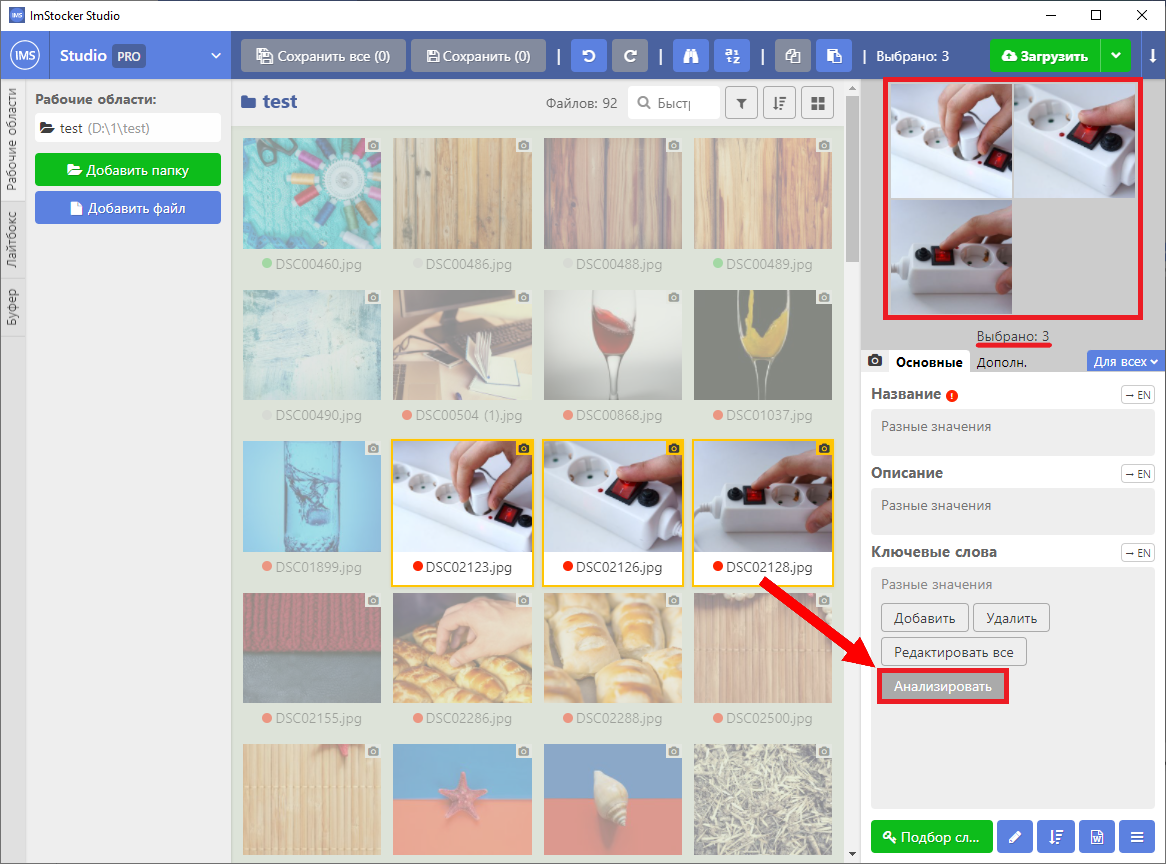 IMS ImStocker Studio
IMS Studio PRO
Сохранить все (0) Сохранить (0) Выбрано: 3 Загрузить
Рабочие области
Лайтбокс
Буфер
Рабочие области:
test (D:\1\test)
Добавить папку
Добавить файл
test Файлов: 92 Быст
DSC00460.jpg DSC00486.jpg DSC00488.jpg DSC00489.jpg
DSC00490.jpg DSC00504 (1).jpg DSC00868.jpg DSC01037.jpg
DSC01899.jpg DSC02123.jpg DSC02126.jpg DSC02128.jpg
DSC02155.jpg DSC02286.jpg DSC02288.jpg DSC02500.jpg
Выбрано: 3
Основные Дополн. Для всех
Название → EN
Разные значения
Описание → EN
Разные значения
Ключевые слова → EN
Разные значения
Добавить Удалить
Редактировать все
Анализировать
Подбор сл...